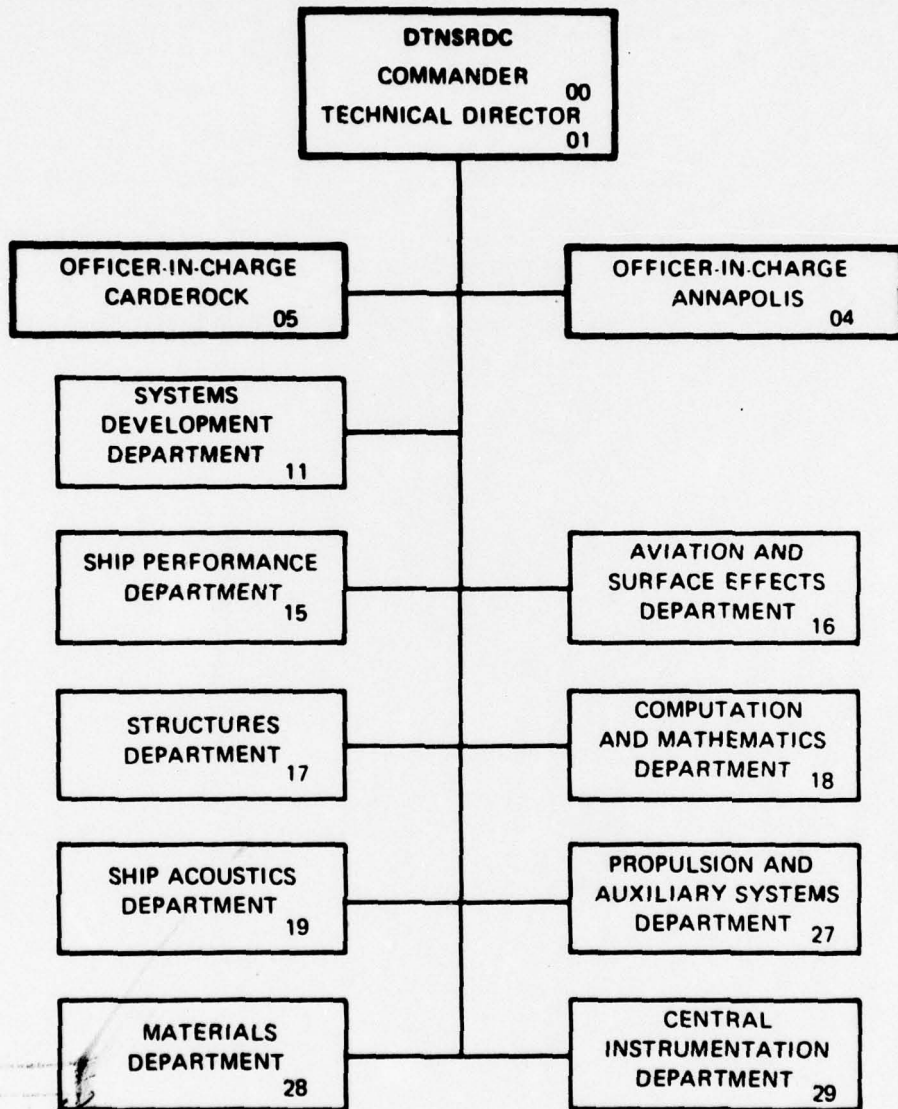 DTNSRDC
COMMANDER
00
TECHNICAL DIRECTOR
01
OFFICER-IN-CHARGE
CARDEROCK
05
OFFICER-IN-CHARGE
ANNAPOLIS
04
SYSTEMS
DEVELOPMENT
DEPARTMENT
11
SHIP PERFORMANCE
DEPARTMENT
15
AVIATION AND
SURFACE EFFECTS
DEPARTMENT
16
STRUCTURES
DEPARTMENT
17
COMPUTATION
AND MATHEMATICS
DEPARTMENT
18
SHIP ACOUSTICS
DEPARTMENT
19
PROPULSION AND
AUXILIARY SYSTEMS
DEPARTMENT
27
MATERIALS
DEPARTMENT
28
CENTRAL
INSTRUMENTATION
DEPARTMENT
29